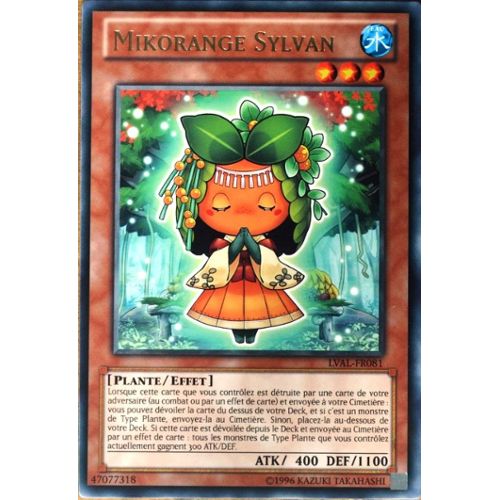 Mikorange Sylvan
EAU
水
LVAL-FR081
[Plante/Effet]
Lorsque cette carte que vous contrôlez est détruite par une carte de votre
adversaire (au combat ou par un effet de carte) et envoyée à votre Cimetière :
vous pouvez dévoiler la carte du dessus de votre Deck, et si c'est un monstre
de Type Plante, envoyez-la au Cimetière. Sinon, placez-la au-dessous de
votre Deck. Si cette carte est dévoilée depuis le Deck et envoyée au Cimetière
par un effet de carte : tous les monstres de Type Plante que vous contrôlez
actuellement gagnent 300 ATK/DEF.
ATK/ 400 DEF/1100
47077318
©1996 KAZUKI TAKAHASHI